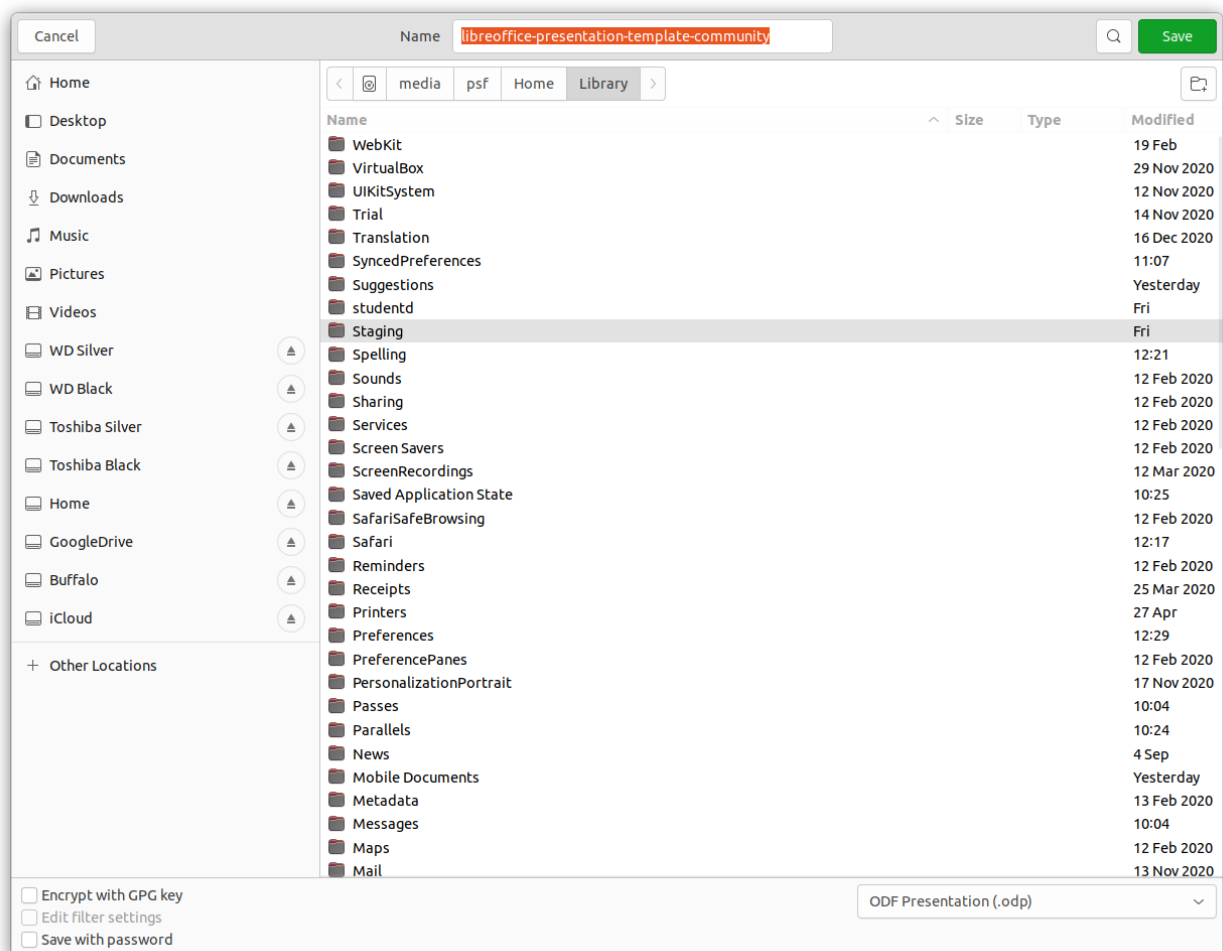 Cancel Name libreoffice-presentation-template-community Save
Home
Desktop
Documents
Downloads
Music
Pictures
Videos
WD Silver
WD Black
Toshiba Silver
Toshiba Black
Home
GoogleDrive
Buffalo
iCloud
+ Other Locations
media psf Home Library
Name Size Type Modified
WebKit 19 Feb
VirtualBox 29 Nov 2020
UIKitSystem 12 Nov 2020
Trial 14 Nov 2020
Translation 16 Dec 2020
SyncedPreferences 11:07
Suggestions Yesterday
studentd Fri
Staging Fri
Spelling 12:21
Sounds 12 Feb 2020
Sharing 12 Feb 2020
Services 12 Feb 2020
Screen Savers 12 Feb 2020
ScreenRecordings 12 Mar 2020
Saved Application State 10:25
SafariSafeBrowsing 12 Feb 2020
Safari 12:17
Reminders 12 Feb 2020
Receipts 25 Mar 2020
Printers 27 Apr
Preferences 12:29
PreferencePanes 12 Feb 2020
PersonalizationPortrait 17 Nov 2020
Passes 10:04
Parallels 10:24
News 4 Sep
Mobile Documents Yesterday
Metadata 13 Feb 2020
Messages 10:04
Maps 12 Feb 2020
Mail 13 Nov 2020
Encrypt with GPG key
Edit filter settings
Save with password
ODF Presentation (.odp)